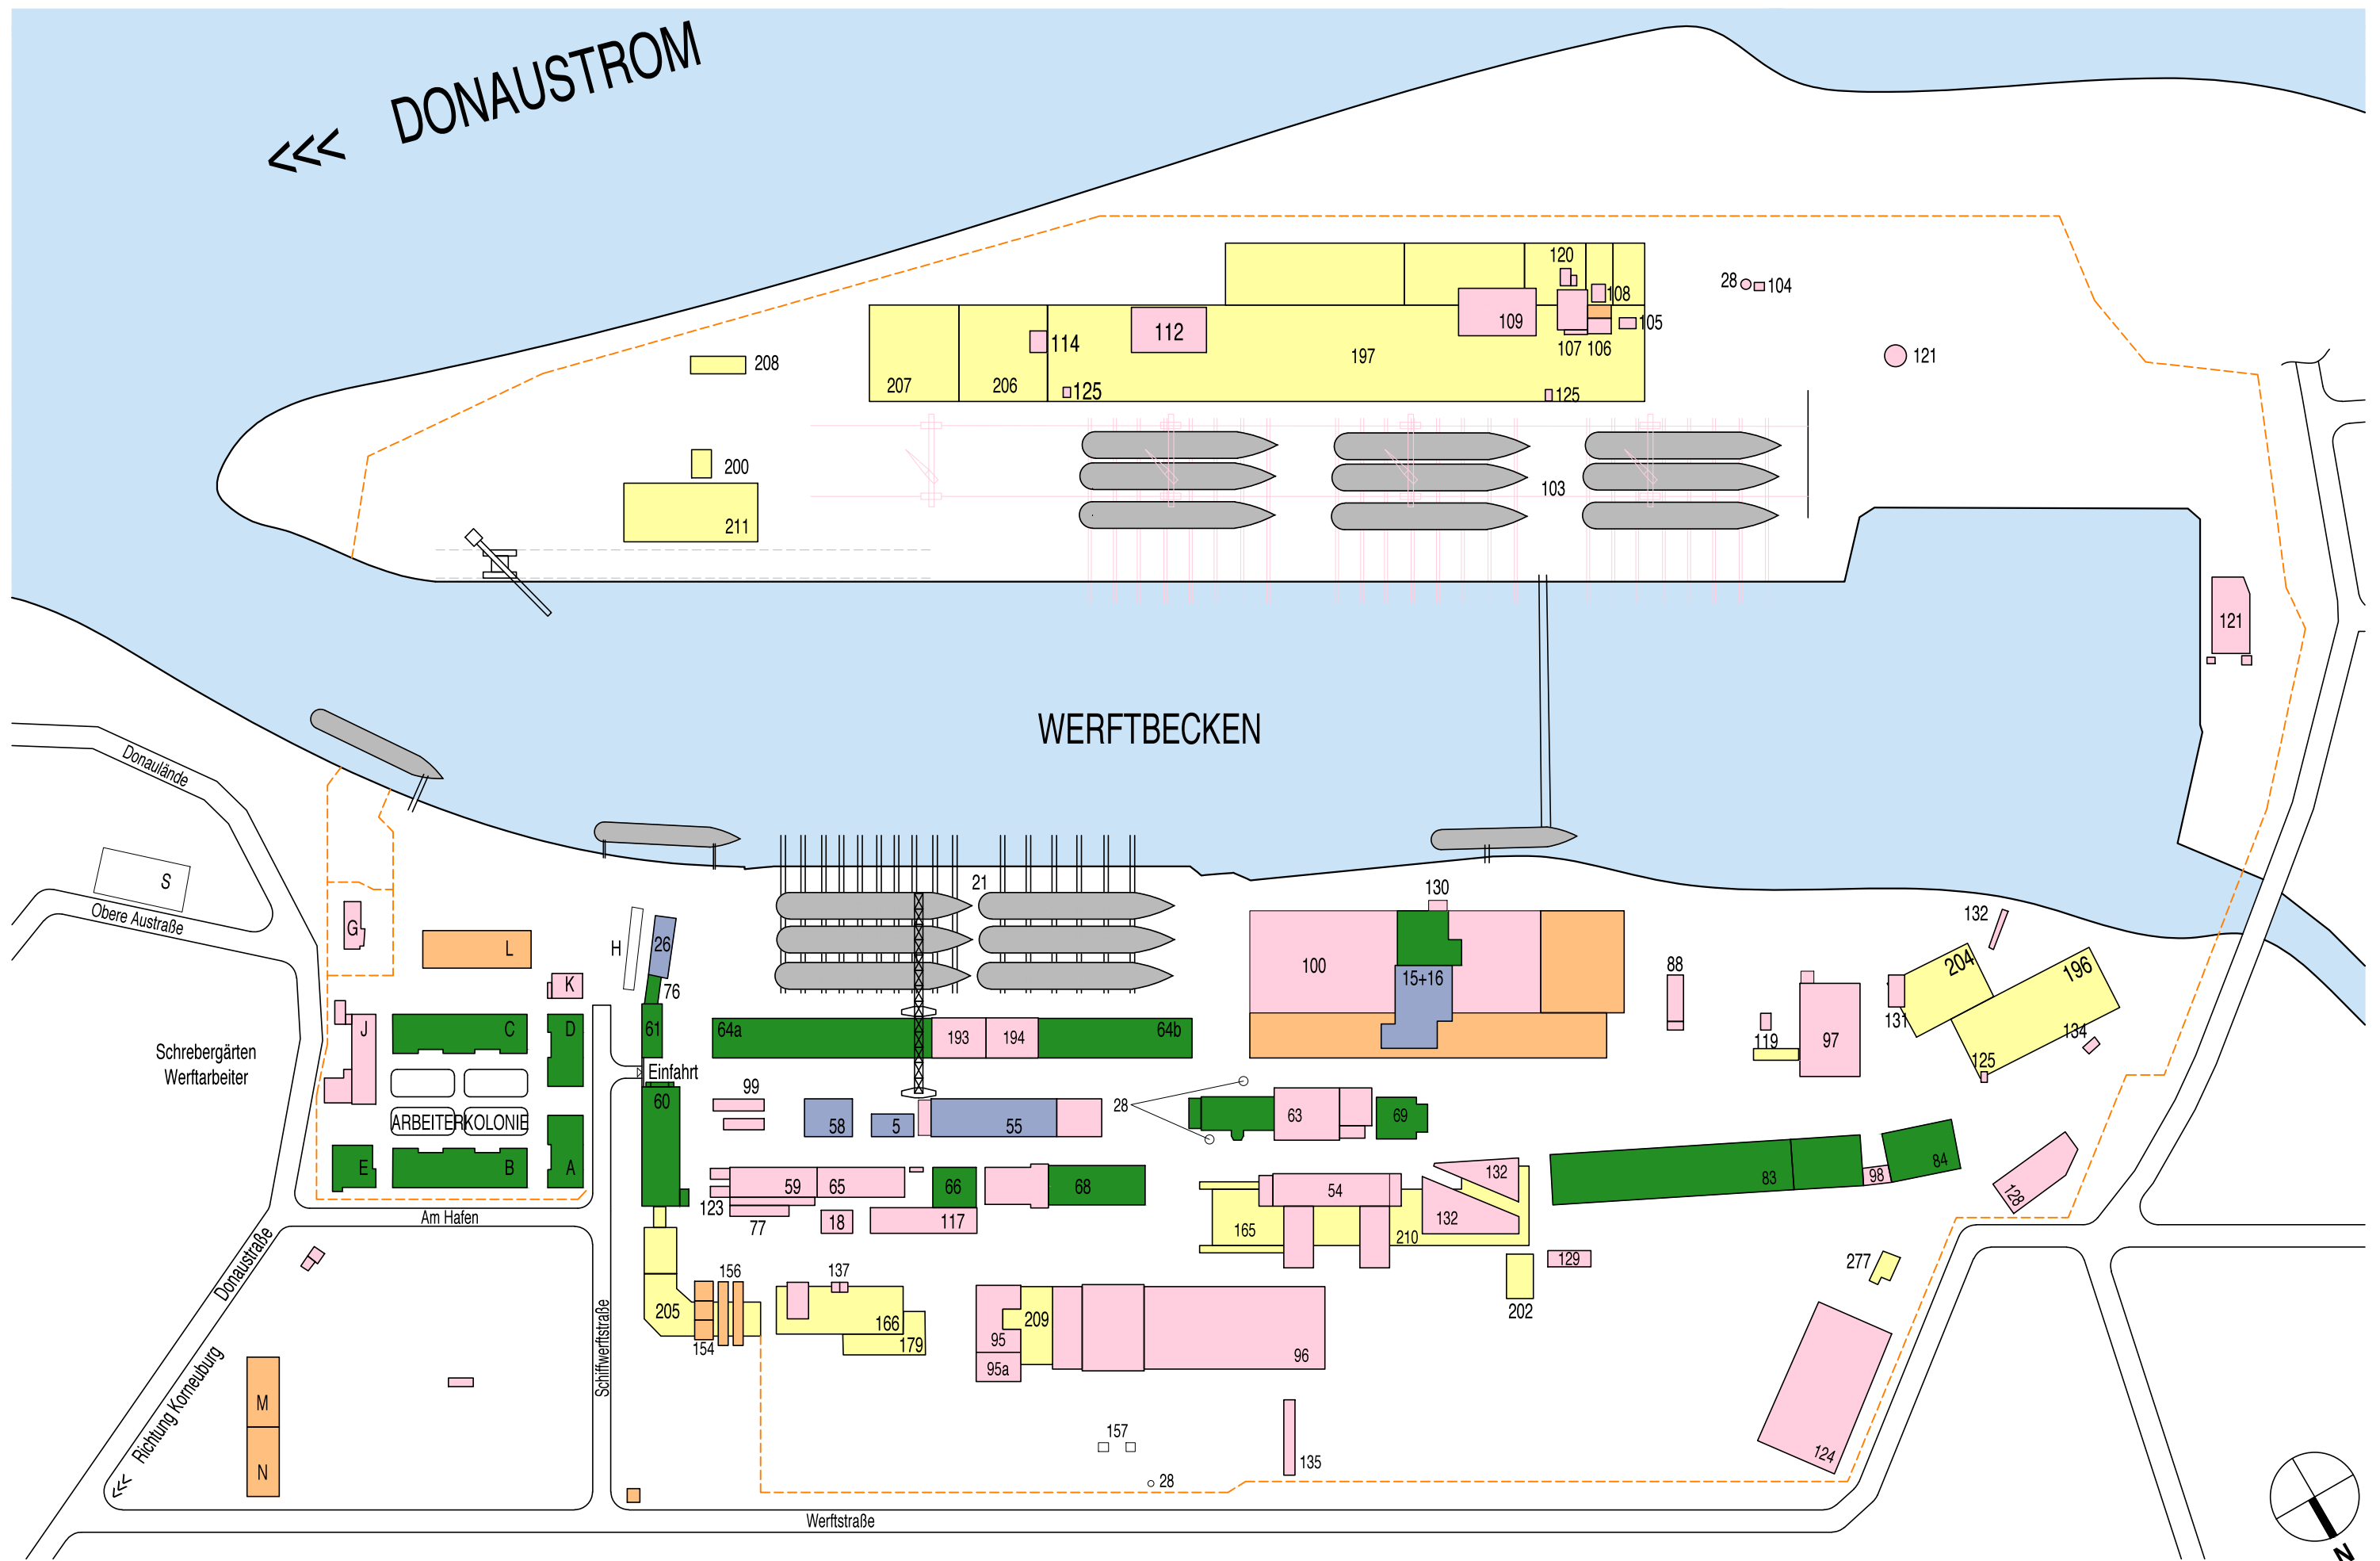 <<< DONAUSTROM
120
28
104
108
109
105
112
114
107 106
197
121
208
207
206
125
125
200
103
211
121
WERFTBECKEN
Donaulände
S
Obere Austraße
21
130
132
G
L
H
26
100
15+16
88
204
196
K
76
131
J
C
D
61
64a
193
194
64b
119
97
134
125
Schrebergärten
Werftarbeiter
Einfahrt
99
60
58
5
55
28
63
69
ARBEITERKOLONIE
E
B
A
59
65
66
68
54
132
83
98
84
123
77
18
117
165
132
210
128
Am Hafen
Donaustraße
129
277
156
137
205
166
179
154
209
95
95a
96
202
Schiffwerftstraße
<<< Richtung Korneuburg
M
N
157
28
135
124
Werftstraße
N